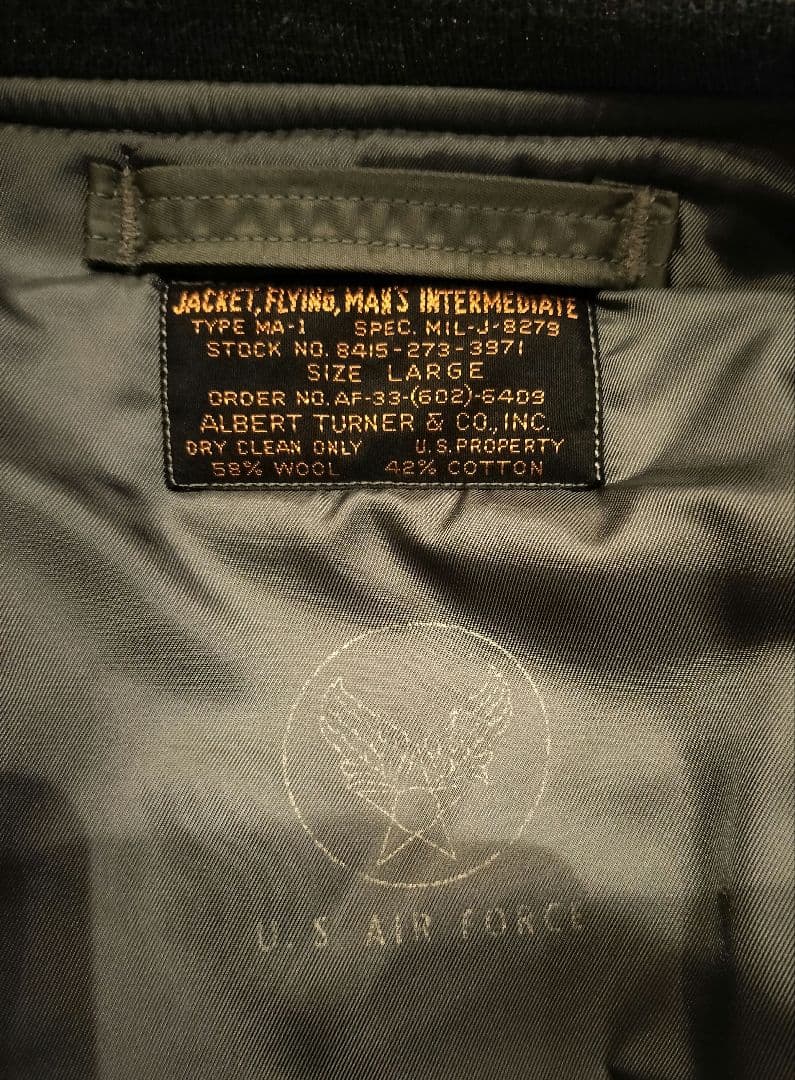 JACKET, FLYING, MAN'S INTERMEDIATE
TYPE MA-1 SPEC. MIL-J-8279
STOCK NO. 8415-273-3971
SIZE LARGE
ORDER NO. AF-33-(602)-6409
ALBERT TURNER & CO., INC.
DRY CLEAN ONLY U.S. PROPERTY
58% WOOL 42% COTTON
U. S AIR FORCE